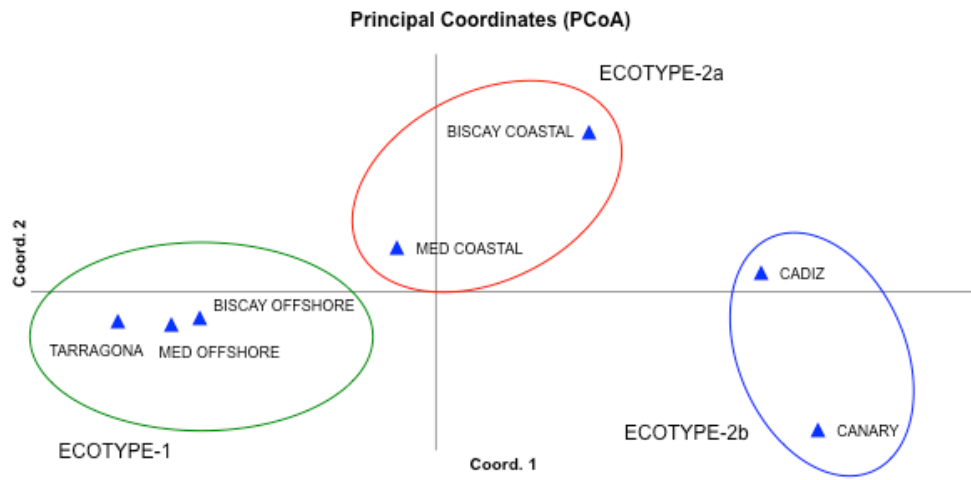 Principal Coordinates (PCoA)
ECOTYPE-2a
BISCAY COASTAL
MED COASTAL
Coord. 2
CADIZ
BISCAY OFFSHORE
TARRAGONA
MED OFFSHORE
ECOTYPE-2b
CANARY
ECOTYPE-1
Coord. 1